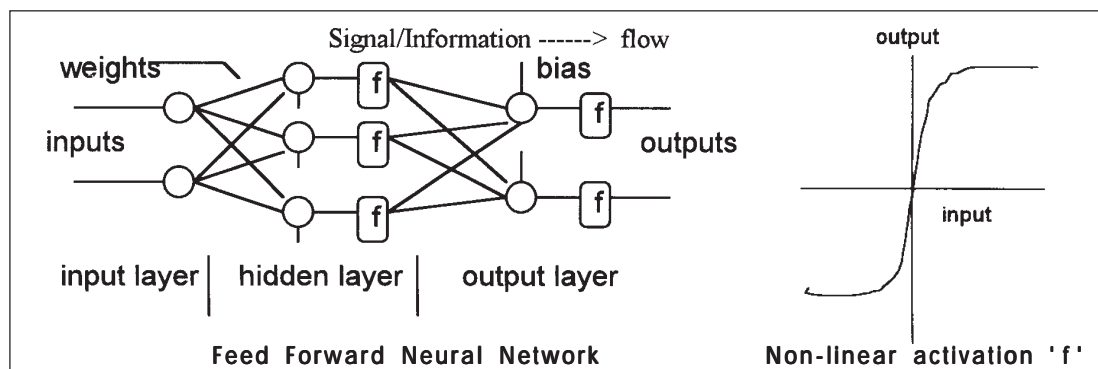 Signal/Information ------> flow
weights
bias
f
f
inputs
f
f
outputs
f
input layer
hidden layer
output layer
Feed Forward Neural Network
output
input
Non-linear activation 'f'